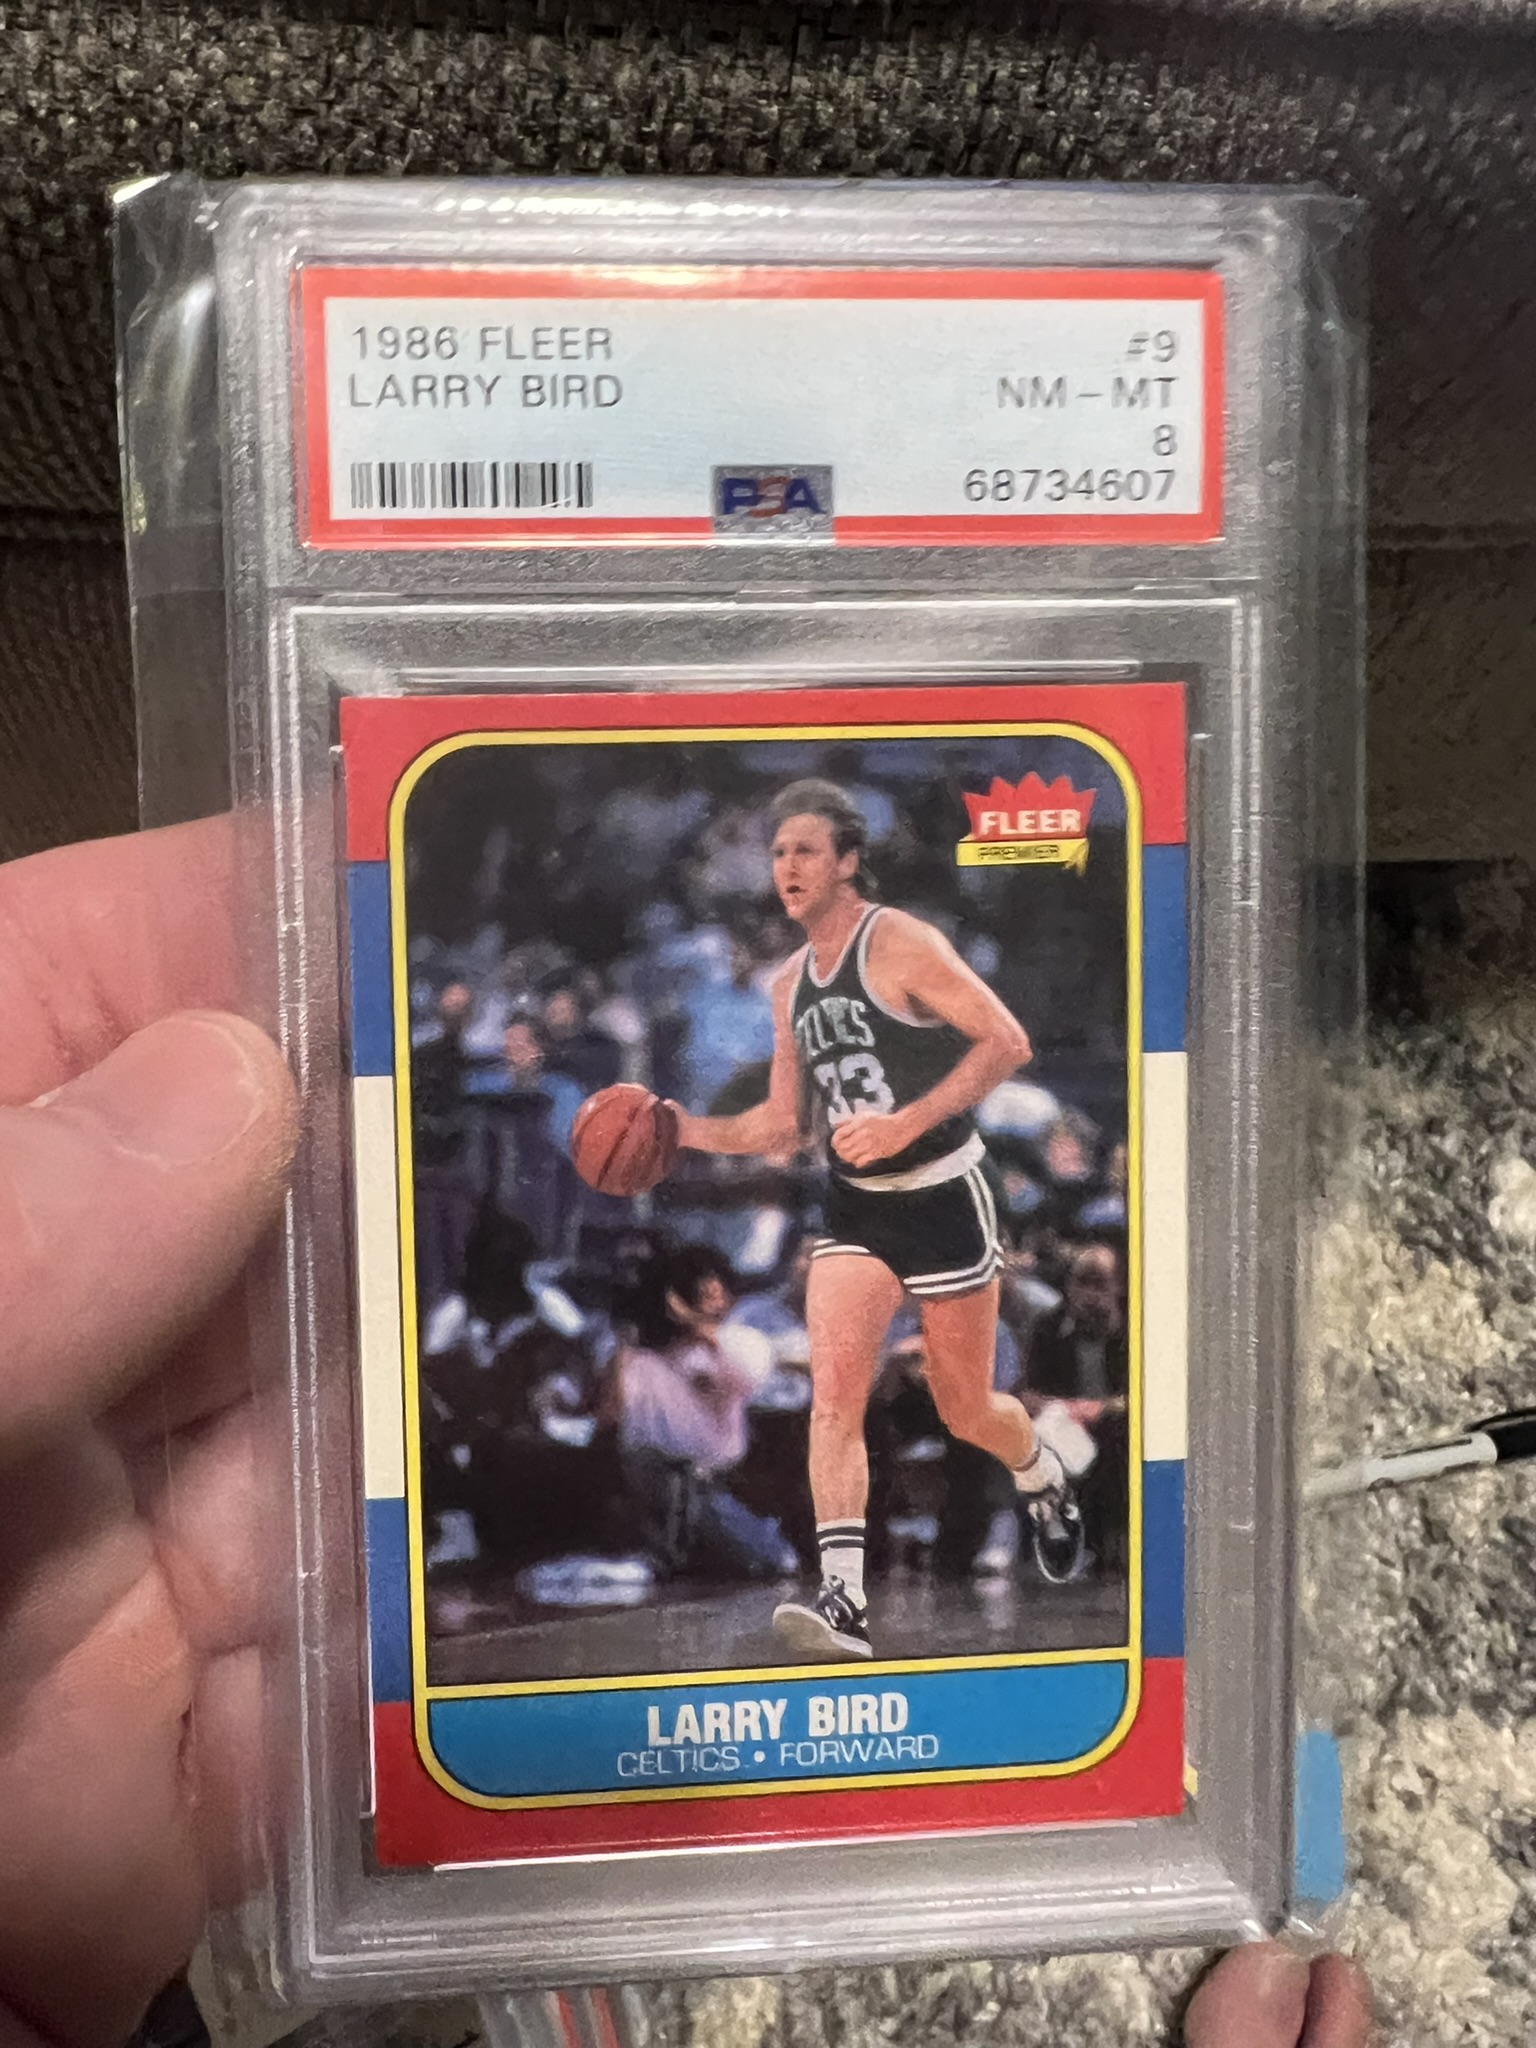 1986 FLEER #9
LARRY BIRD NM-MT
8
PSA 68734607
FLEER
PREMIER
33
LARRY BIRD
CELTICS • FORWARD